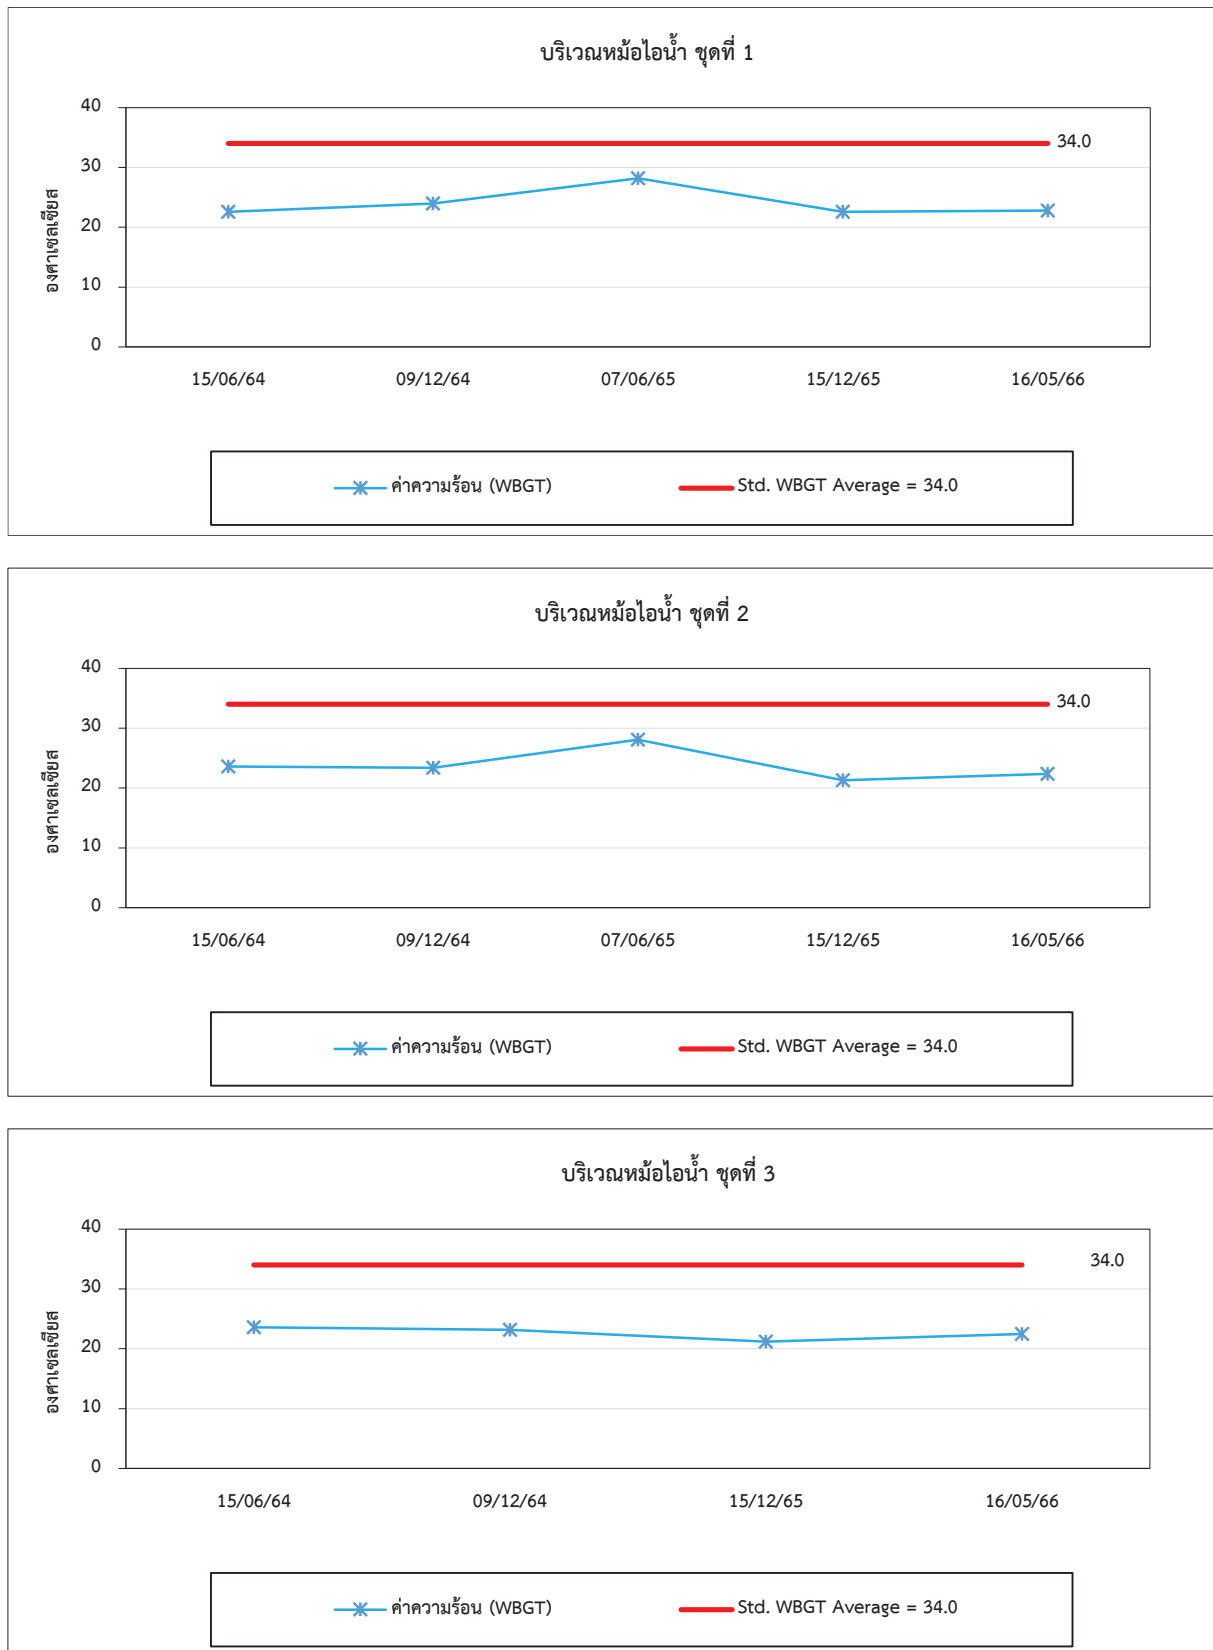 บริเวณหม้อไอน้ำ ชุดที่ 1
40
34.0
30
20
10
0
องศาเซลเซียส
15/06/64 09/12/64 07/06/65 15/12/65 16/05/66
ค่าความร้อน (WBGT) Std. WBGT Average = 34.0
บริเวณหม้อไอน้ำ ชุดที่ 2
40
34.0
30
20
10
0
องศาเซลเซียส
15/06/64 09/12/64 07/06/65 15/12/65 16/05/66
ค่าความร้อน (WBGT) Std. WBGT Average = 34.0
บริเวณหม้อไอน้ำ ชุดที่ 3
40
34.0
30
20
10
0
องศาเซลเซียส
15/06/64 09/12/64 15/12/65 16/05/66
ค่าความร้อน (WBGT) Std. WBGT Average = 34.0